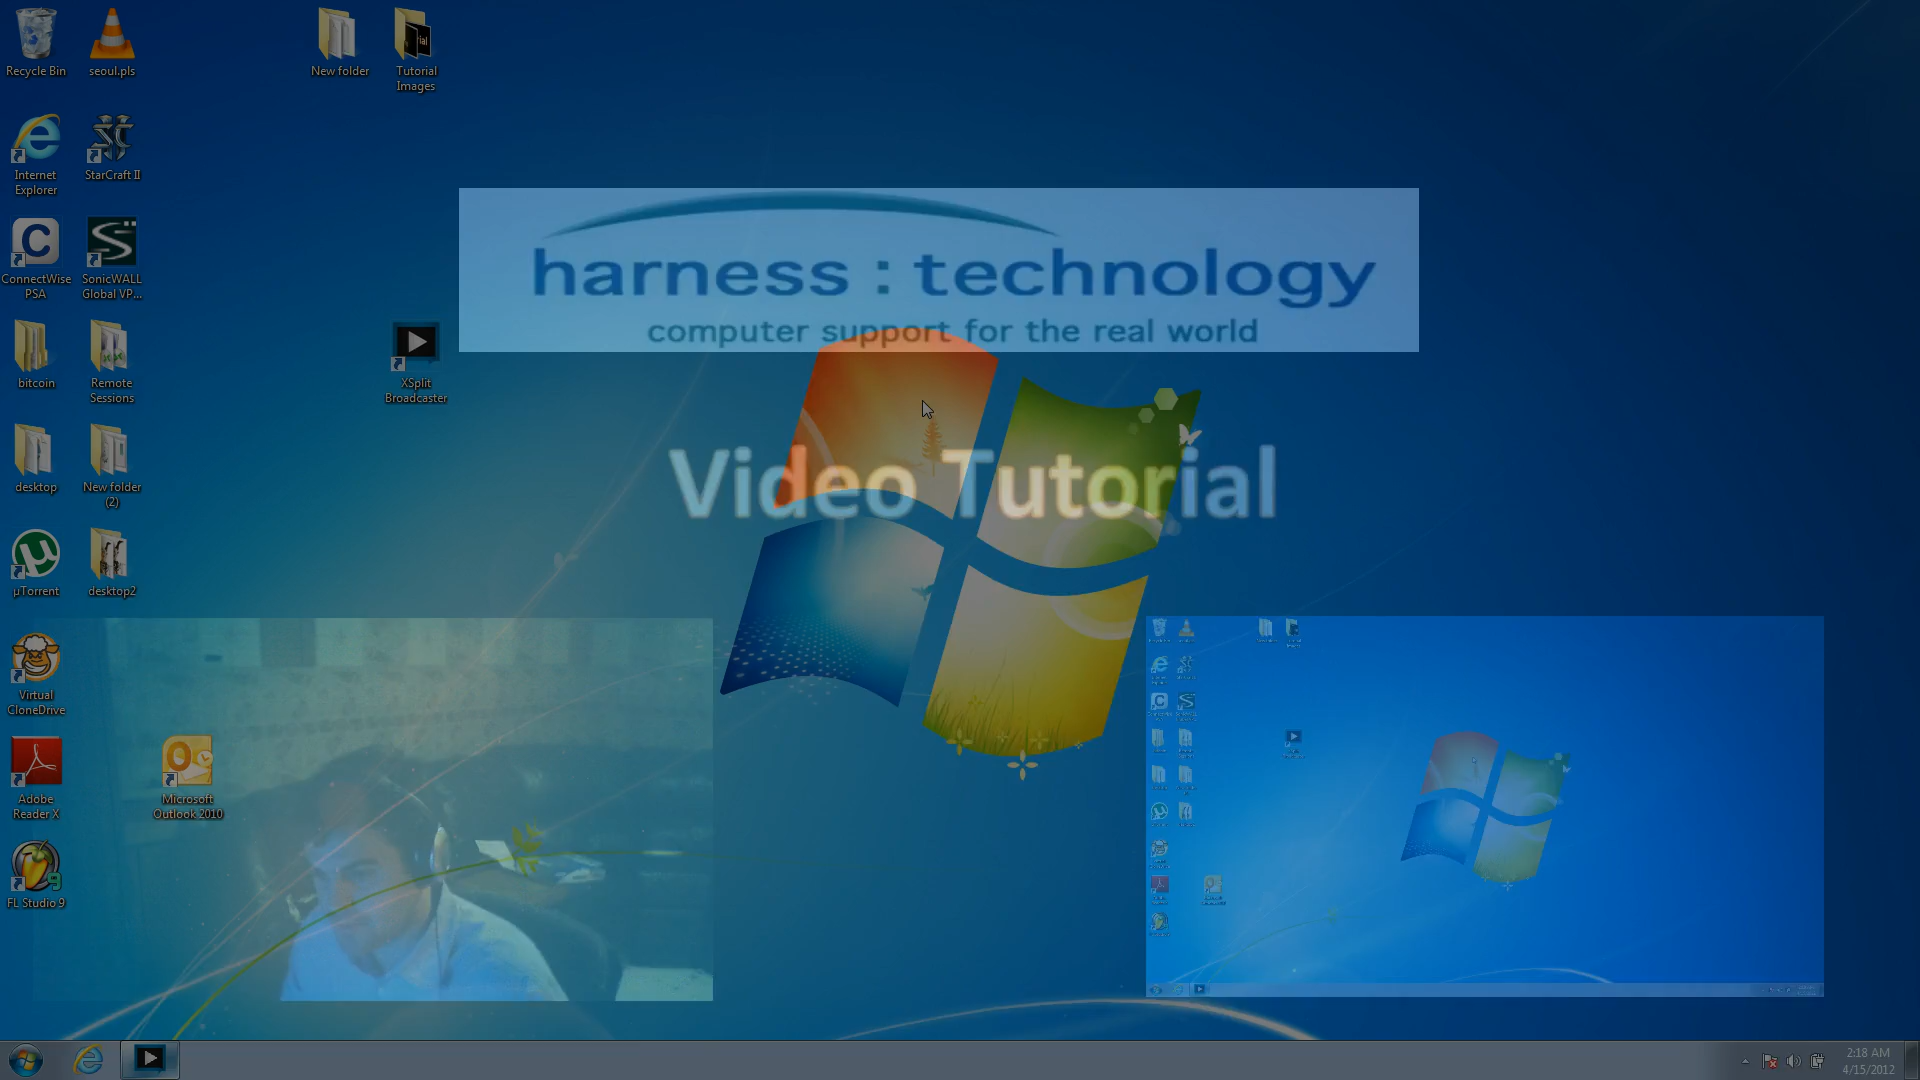 Recycle Bin
seoul.pls
New folder
Tutorial
Images
Internet
Explorer
StarCraft II
ConnectWise
PSA
SonicWALL
Global VP...
harness : technology
computer support for the real world
bitcoin
Remote
Sessions
XSplit
Broadcaster
Video Tutorial
desktop
New folder
(2)
µTorrent
desktop2
Virtual
CloneDrive
Adobe
Reader X
Microsoft
Outlook 2010
FL Studio 9
2:18 AM
4/15/2012